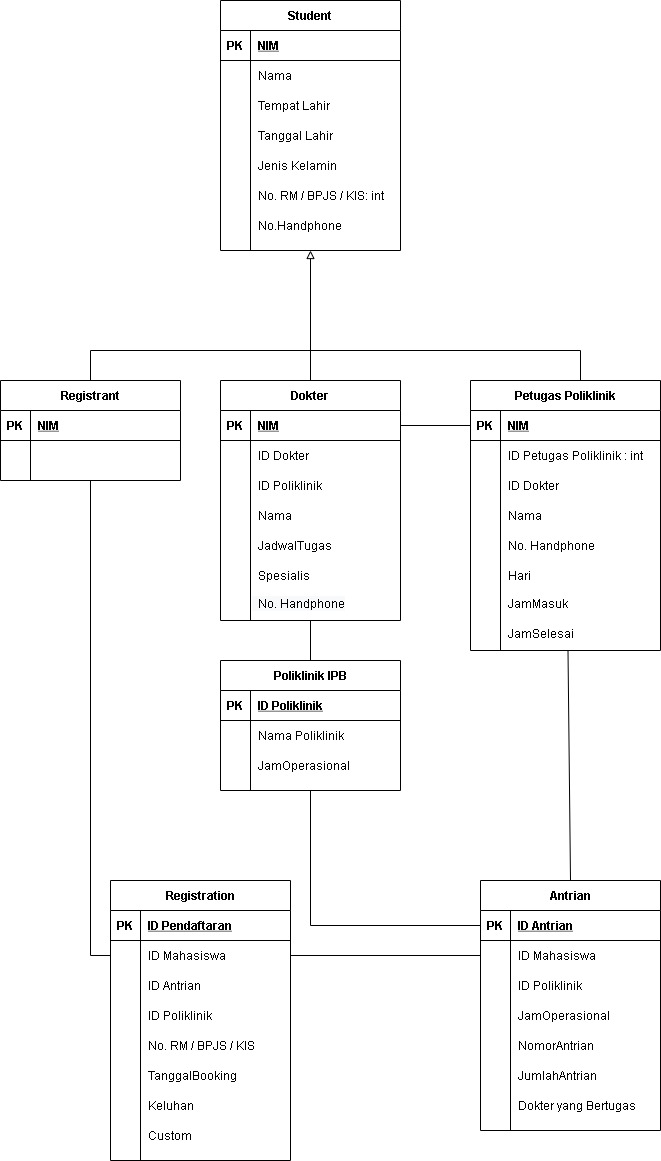 Student
PK NIM
Nama
Tempat Lahir
Tanggal Lahir
Jenis Kelamin
No. RM / BPJS / KIS: int
No.Handphone
Registrant
PK NIM
Dokter
PK NIM
ID Dokter
ID Poliklinik
Nama
JadwalTugas
Spesialis
No. Handphone
Petugas Poliklinik
PK NIM
ID Petugas Poliklinik : int
ID Dokter
Nama
No. Handphone
Hari
JamMasuk
JamSelesai
Poliklinik IPB
PK ID Poliklinik
Nama Poliklinik
JamOperasional
Registration
PK ID Pendaftaran
ID Mahasiswa
ID Antrian
ID Poliklinik
No. RM / BPJS / KIS
TanggalBooking
Keluhan
Custom
Antrian
PK ID Antrian
ID Mahasiswa
ID Poliklinik
JamOperasional
NomorAntrian
JumlahAntrian
Dokter yang Bertugas